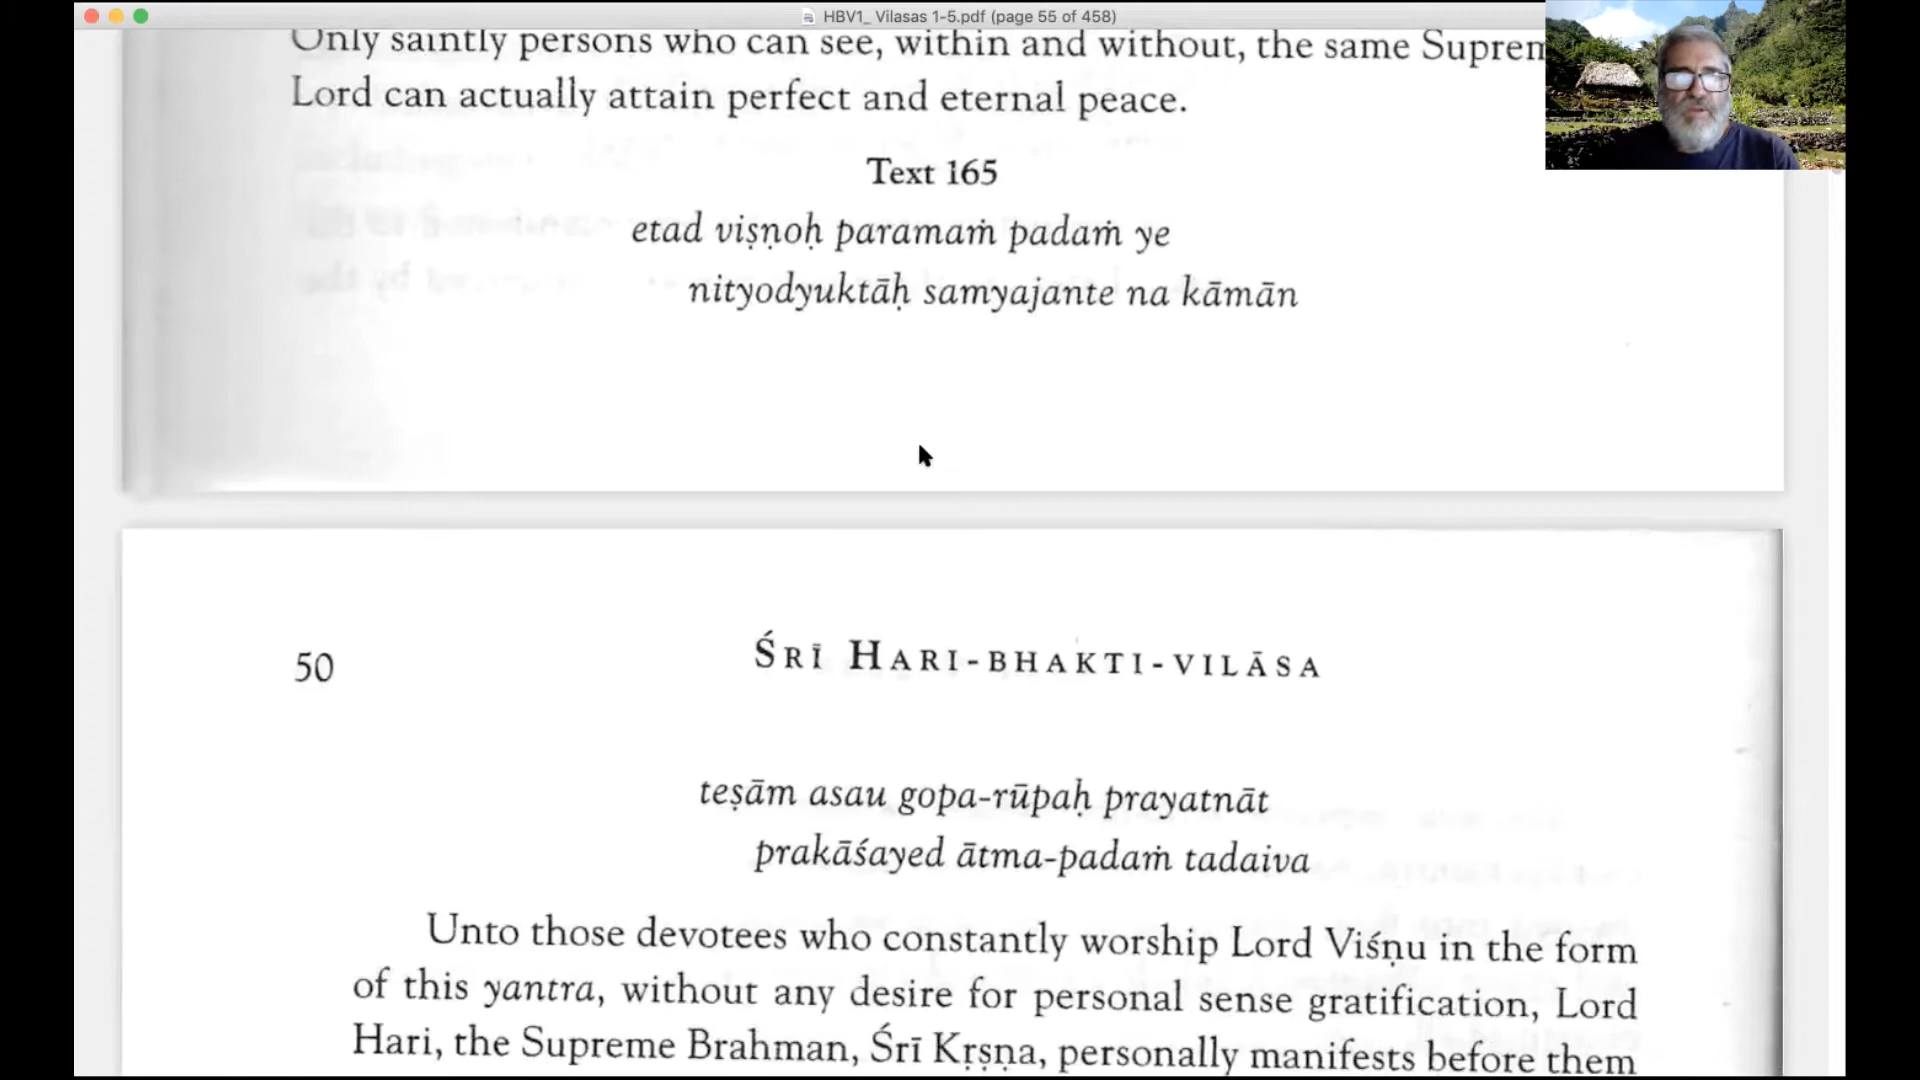 HBV1_ Vilasas 1-5.pdf (page 55 of 458)
Only saintly persons who can see, within and without, the same Suprem
Lord can actually attain perfect and eternal peace.
Text 165
etad viṣṇoḥ paramaṁ padaṁ ye
nityodyuktāḥ samyajante na kāmān
50
ŚRĪ HARI-BHAKTI-VILĀSA
teṣām asau gopa-rūpaḥ prayatnāt
prakāśayed ātma-padaṁ tadaiva
Unto those devotees who constantly worship Lord Viśṇu in the form
of this yantra, without any desire for personal sense gratification, Lord
Hari, the Supreme Brahman, Śrī Kṛṣṇa, personally manifests before them